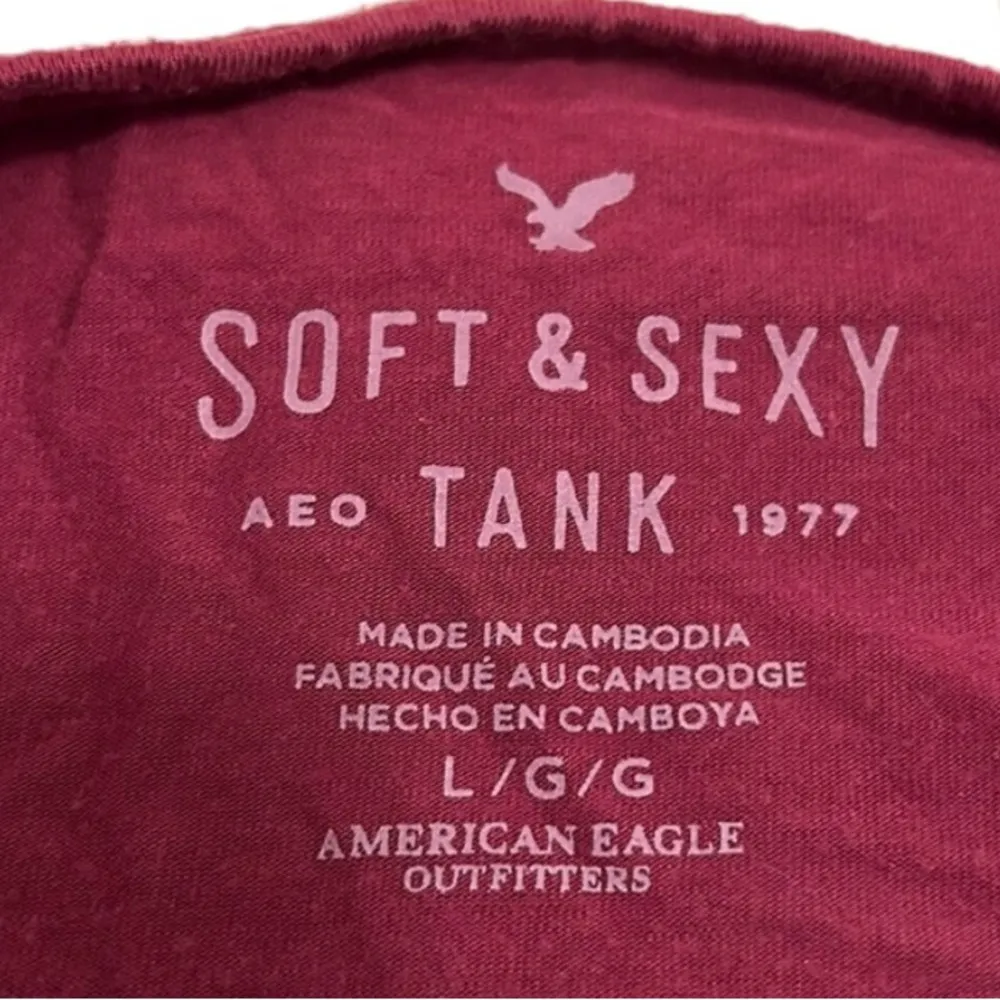 SOFT & SEXY
AEO TANK 1977
MADE IN CAMBODIA
FABRIQUÉ AU CAMBODGE
HECHO EN CAMBOYA
L/G/G
AMERICAN EAGLE
OUTFITTERS